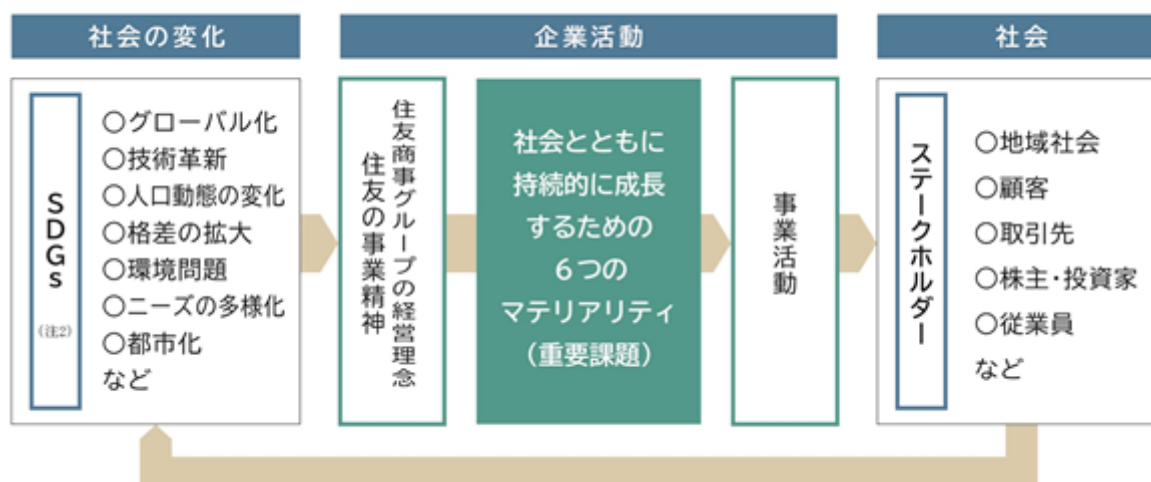 社会の変化
企業活動
社会
SDGs
(注2)
○グローバル化
○技術革新
○人口動態の変化
○格差の拡大
○環境問題
○ニーズの多様化
○都市化
など
住友商事グループの経営理念
住友の事業精神
社会とともに
持続的に成長
するための
6つの
マテリアリティ
(重要課題)
事業活動
ステークホルダー
○地域社会
○顧客
○取引先
○株主・投資家
○従業員
など